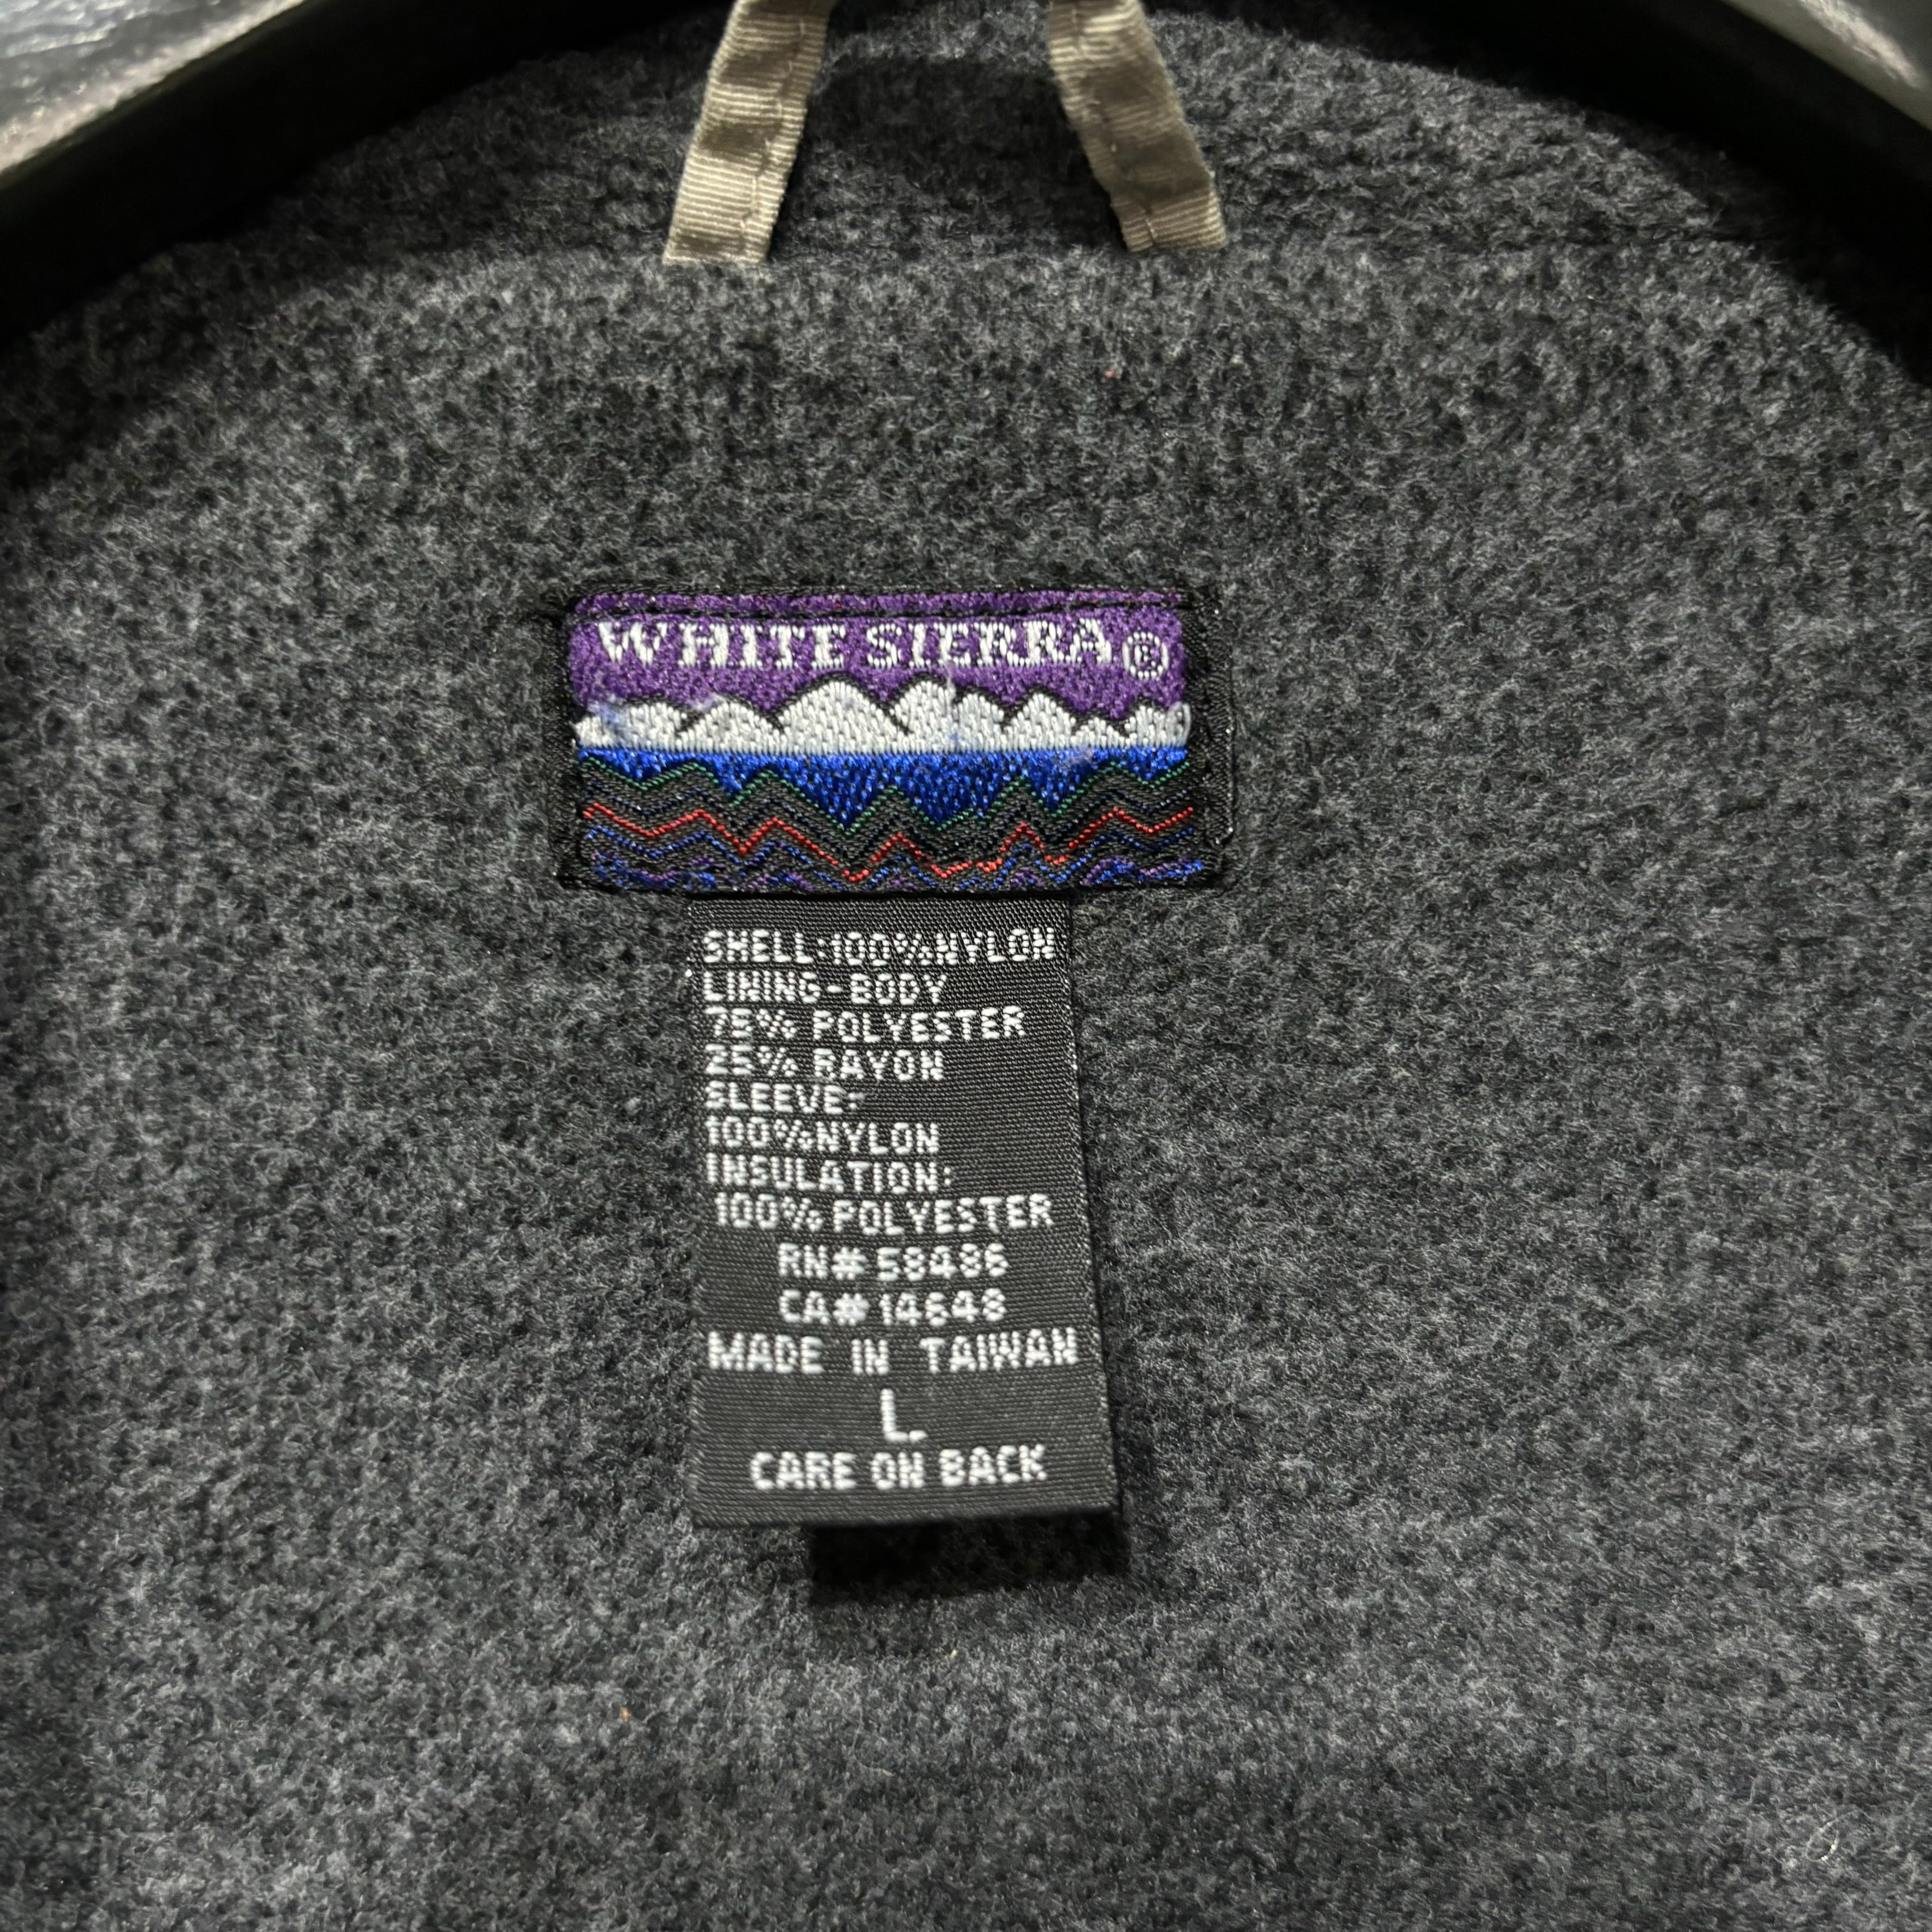 WHITE SIERRA®
SHELL-100%NYLON
LINING-BODY
75% POLYESTER
25% RAYON
SLEEVE-
100%NYLON
INSULATION:
100%POLYESTER
RN#58486
CA#14648
MADE IN TAIWAN
L
CARE ON BACK